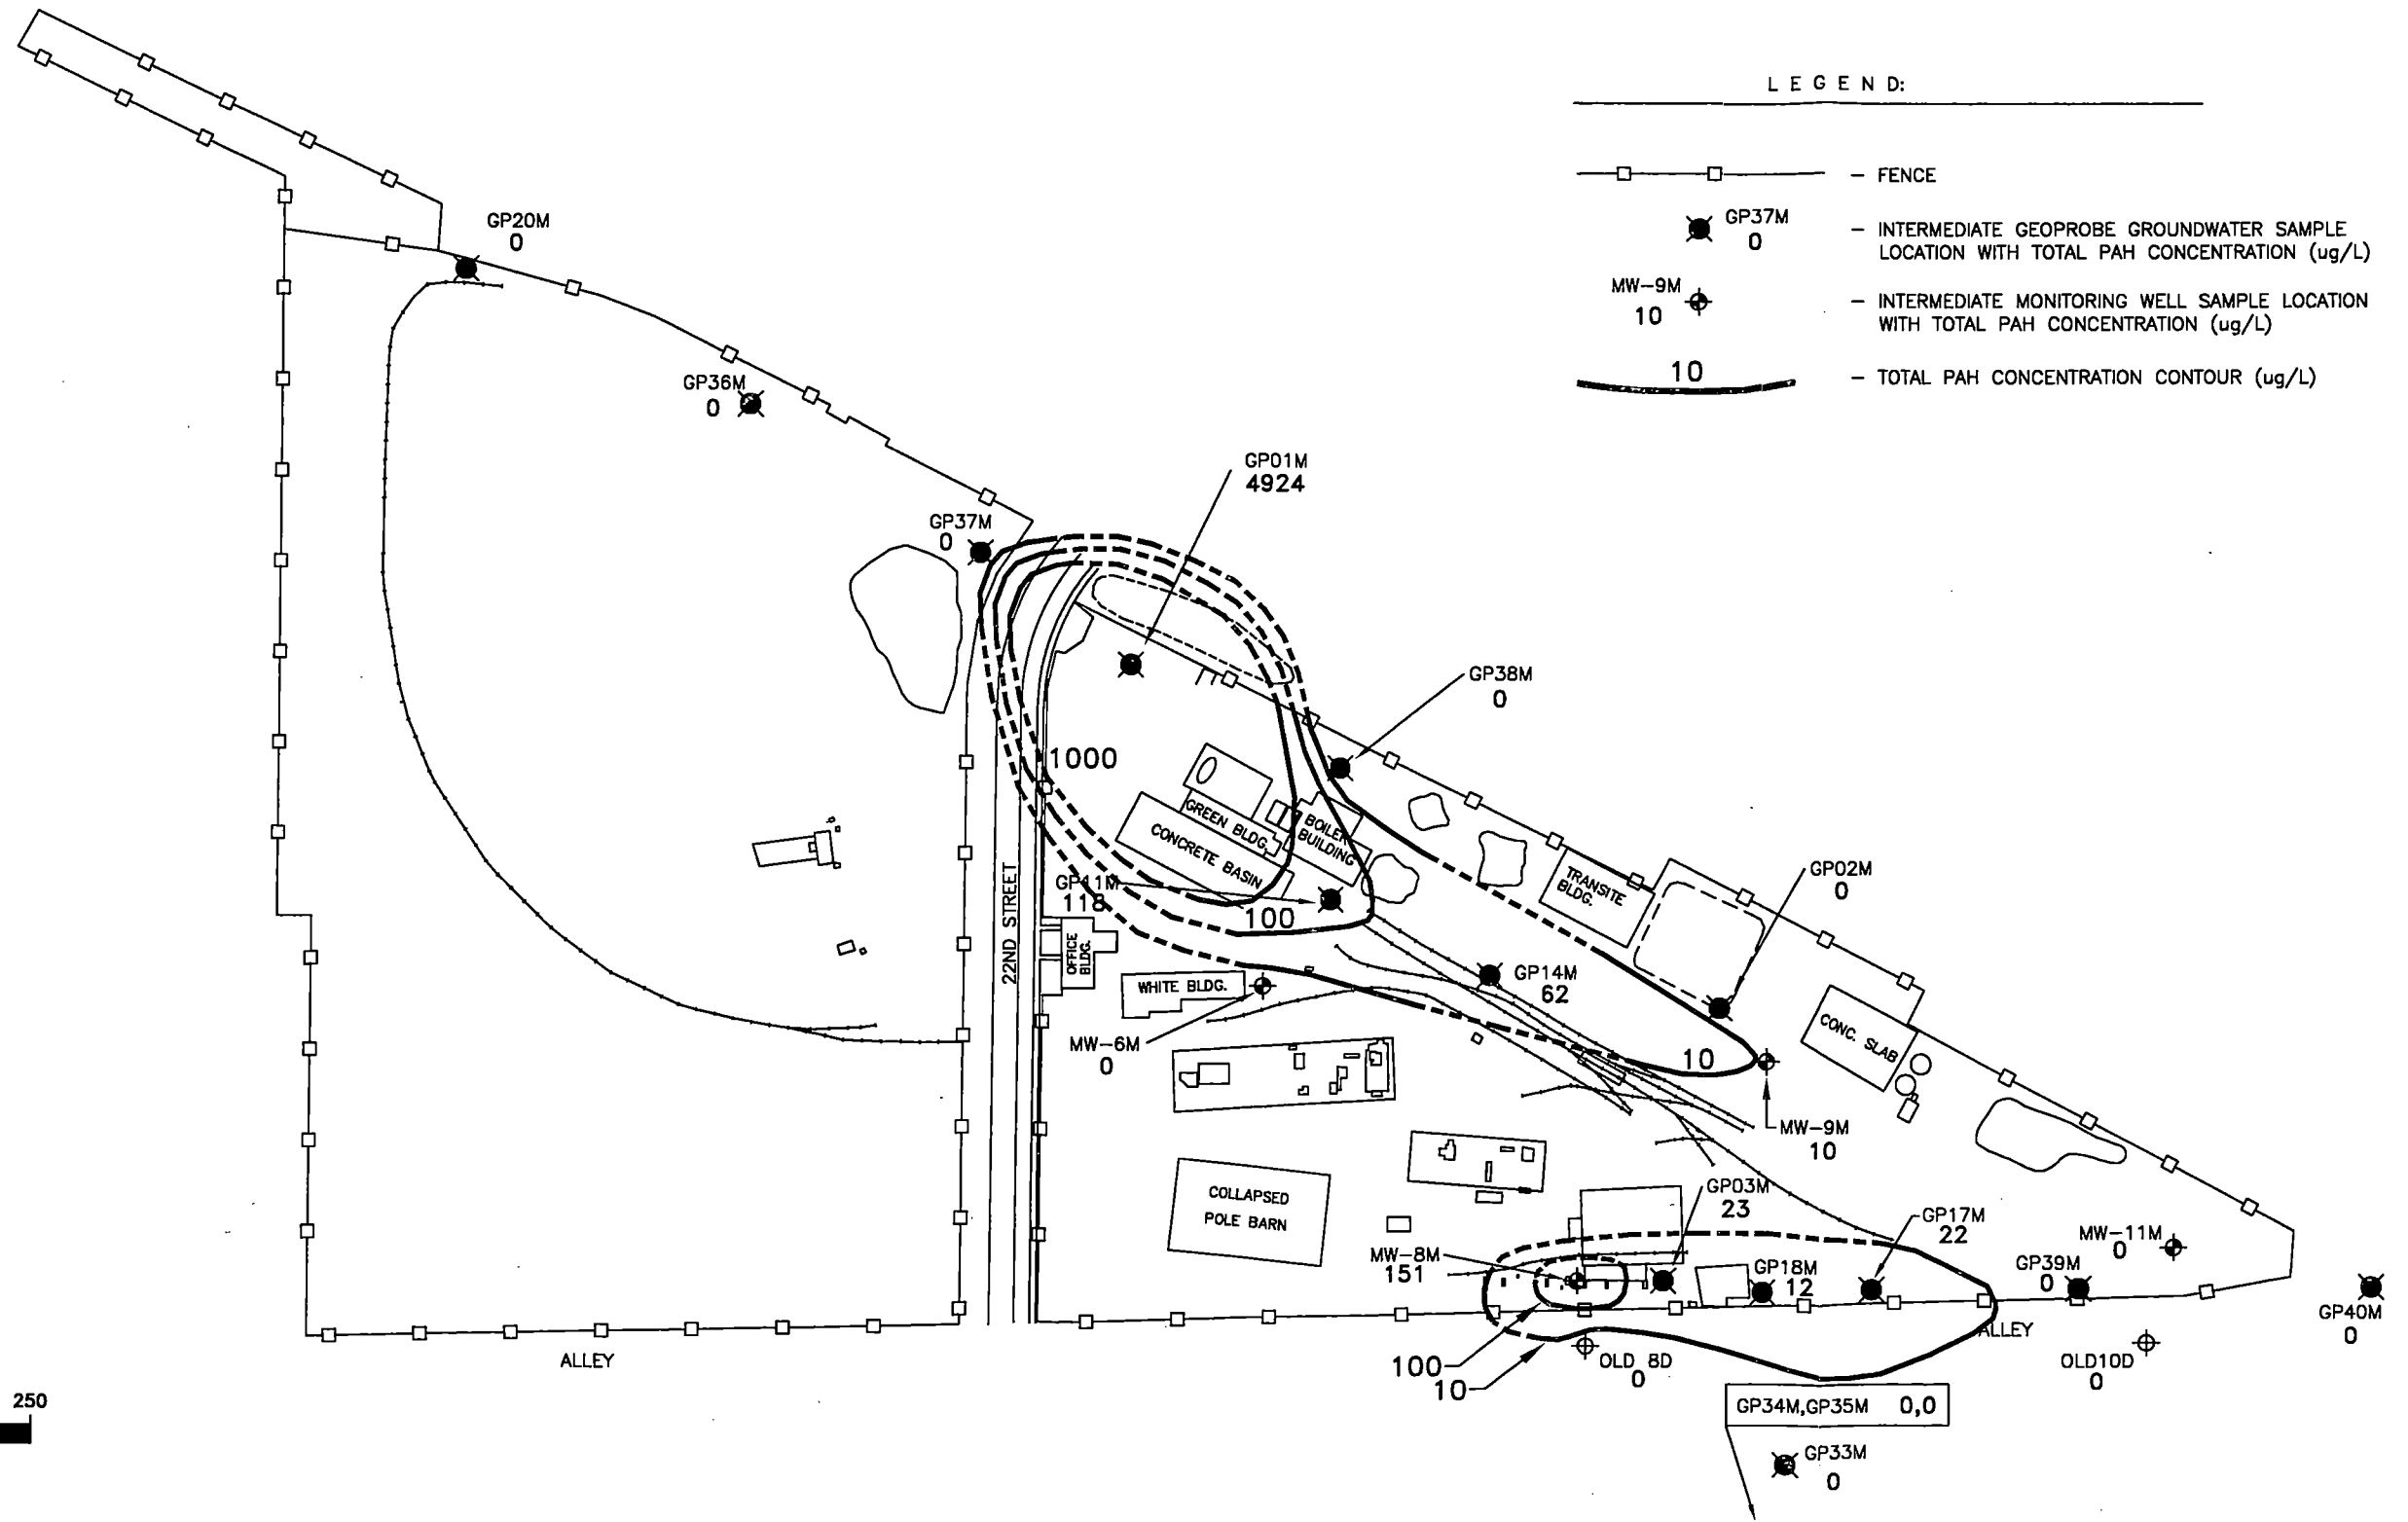 L E G E N D:
— FENCE
GP37M
0
— INTERMEDIATE GEOPROBE GROUNDWATER SAMPLE
LOCATION WITH TOTAL PAH CONCENTRATION (ug/L)
MW-9M
10
— INTERMEDIATE MONITORING WELL SAMPLE LOCATION
WITH TOTAL PAH CONCENTRATION (ug/L)
10
— TOTAL PAH CONCENTRATION CONTOUR (ug/L)
GP20M
0
GP36M
0
GP01M
4924
GP37M
0
GP38M
0
1000
GREEN BLDG.
BOILER
BUILDING
CONCRETE BASIN
GP11M
118
100
22ND STREET
OFFICE
BLDG.
WHITE BLDG.
TRANSITE
BLDG.
GP02M
0
GP14M
62
CONC. SLAB
MW-6M
0
10
MW-9M
10
COLLAPSED
POLE BARN
GP03M
23
MW-8M
151
GP18M
12
GP17M
22
GP39M
0
MW-11M
0
GP40M
0
ALLEY
ALLEY
100
10
OLD 8D
0
OLD10D
0
GP34M,GP35M 0,0
GP33M
0
250